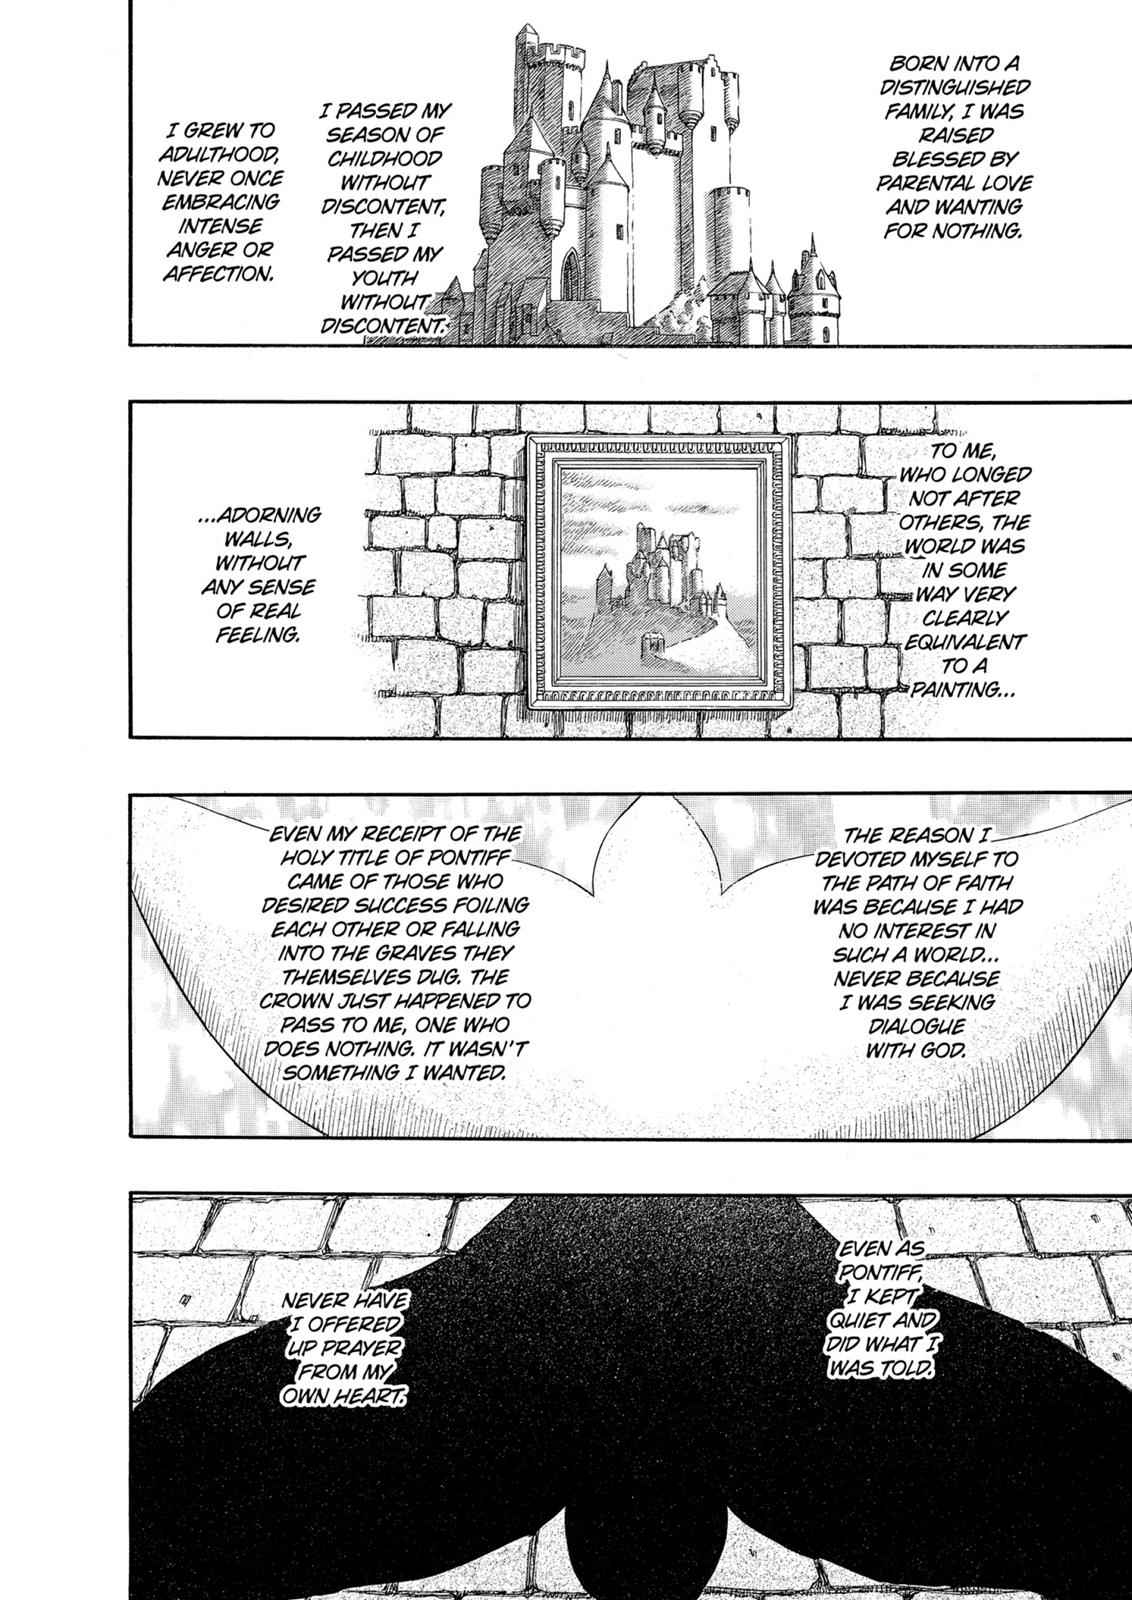 BORN INTO A
DISTINGUISHED
FAMILY, I WAS
RAISED
BLESSED BY
PARENTAL LOVE
AND WANTING
FOR NOTHING.
I PASSED MY
SEASON OF
CHILDHOOD
WITHOUT
DISCONTENT,
THEN I
PASSED MY
YOUTH
WITHOUT
DISCONTENT.
I GREW TO
ADULTHOOD,
NEVER ONCE
EMBRACING
INTENSE
ANGER OR
AFFECTION.
TO ME,
WHO LONGED
NOT AFTER
OTHERS, THE
WORLD WAS
IN SOME
WAY VERY
CLEARLY
EQUIVALENT
TO A
PAINTING...
...ADORNING
WALLS,
WITHOUT
ANY SENSE
OF REAL
FEELING.
THE REASON I
DEVOTED MYSELF TO
THE PATH OF FAITH
WAS BECAUSE I HAD
NO INTEREST IN
SUCH A WORLD...
NEVER BECAUSE
I WAS SEEKING
DIALOGUE
WITH GOD.
EVEN MY RECEIPT OF THE
HOLY TITLE OF PONTIFF
CAME OF THOSE WHO
DESIRED SUCCESS FOILING
EACH OTHER OR FALLING
INTO THE GRAVES THEY
THEMSELVES DUG. THE
CROWN JUST HAPPENED TO
PASS TO ME, ONE WHO
DOES NOTHING. IT WASN'T
SOMETHING I WANTED.
EVEN AS
PONTIFF,
I KEPT
QUIET AND
DID WHAT I
WAS TOLD.
NEVER HAVE
I OFFERED
UP PRAYER
FROM MY
OWN HEART.